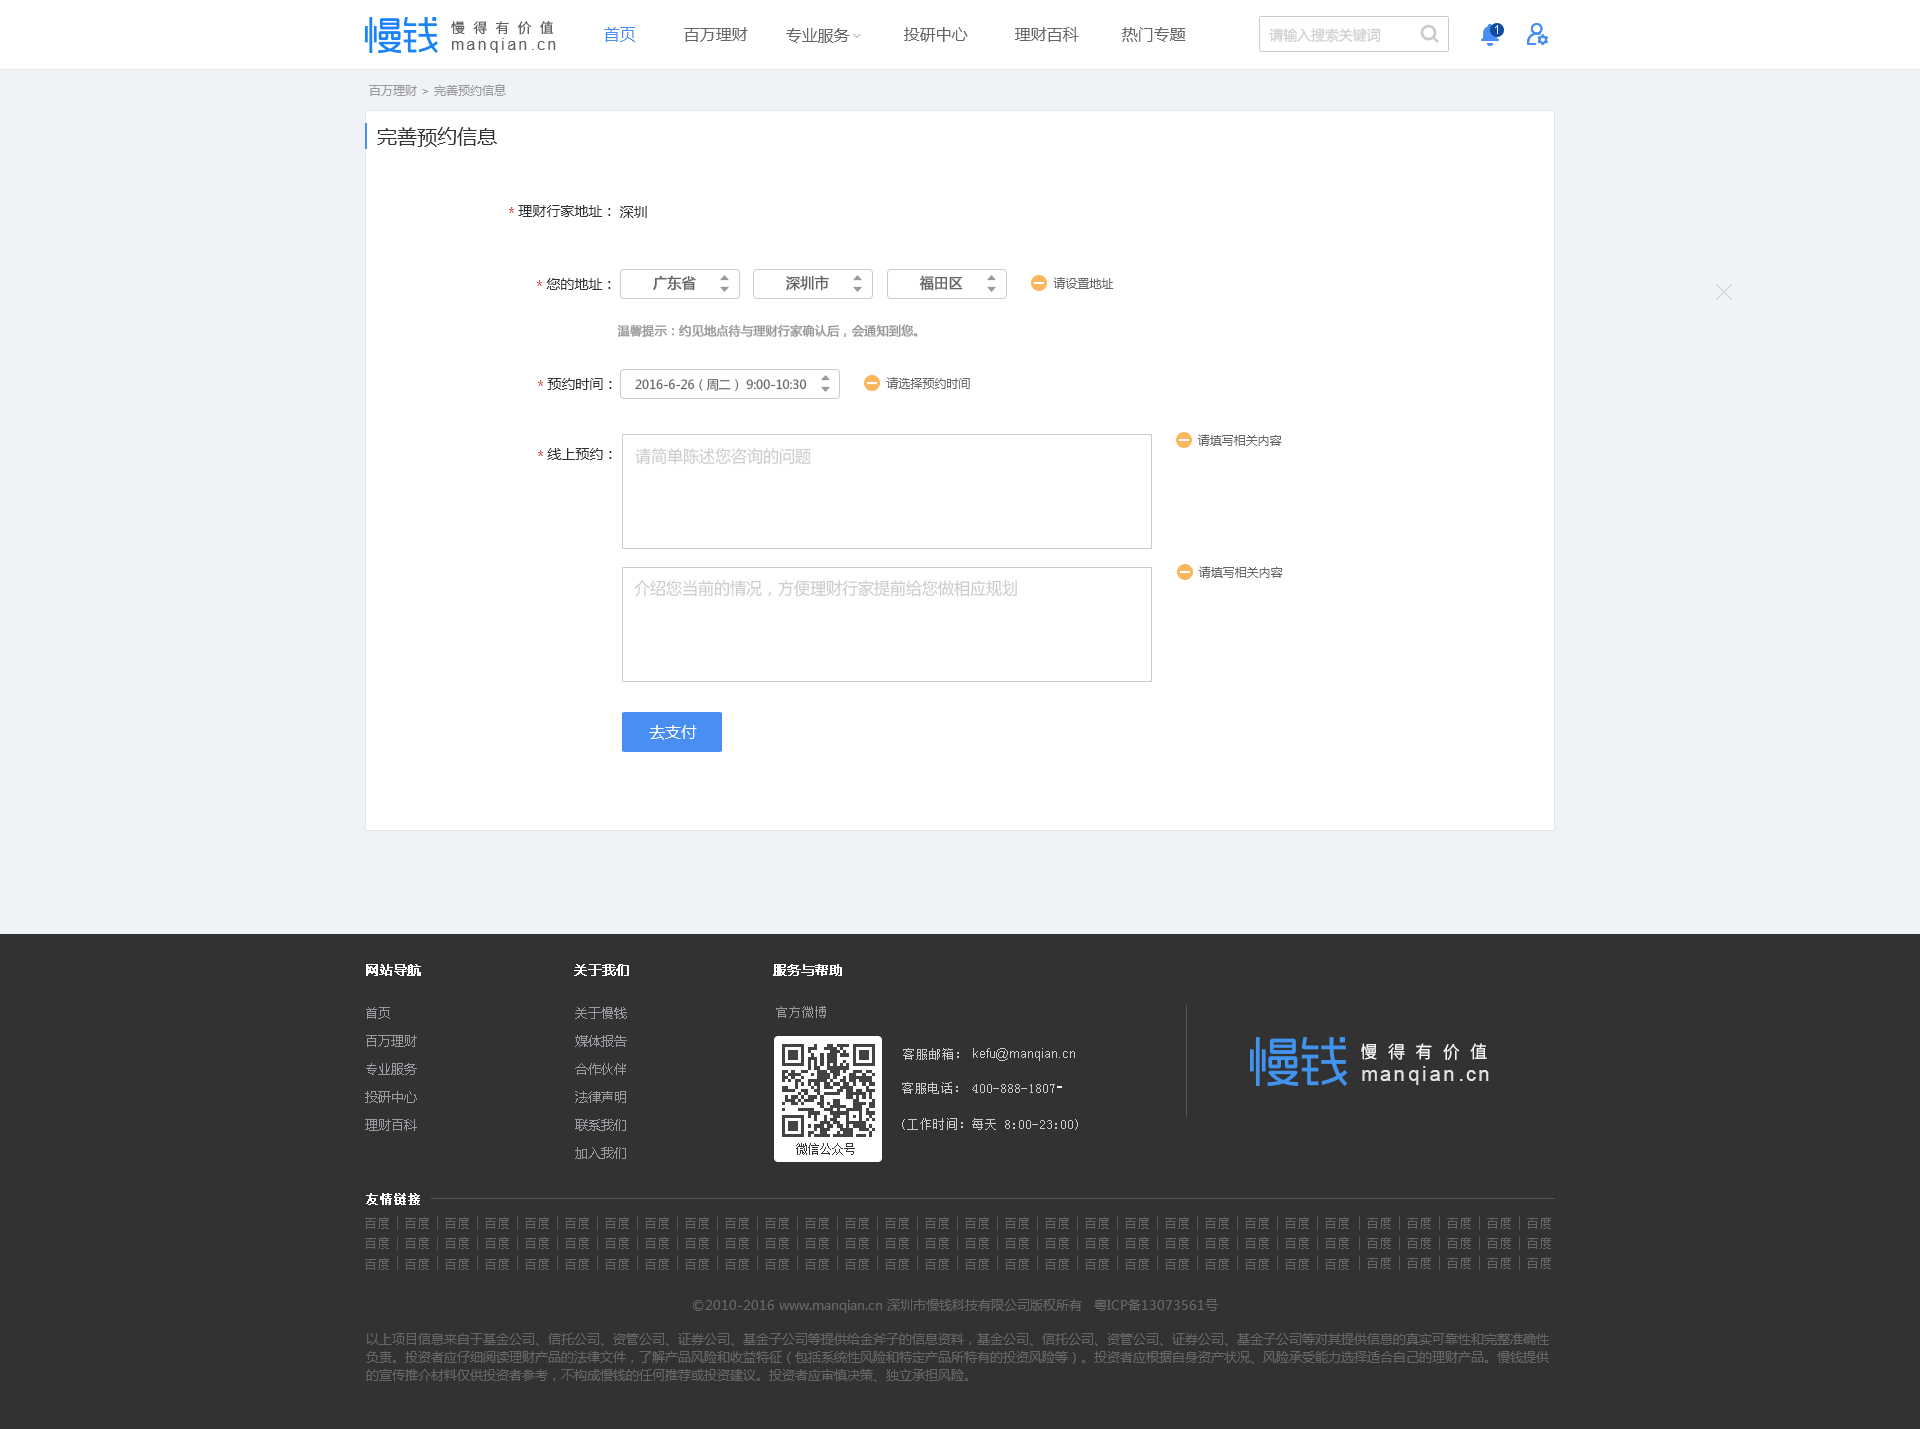 慢钱 慢得有价值 manqian.cn
首页 百万理财 专业服务 投研中心 理财百科 热门专题 请输入搜索关键词 1
百万理财 > 完善预约信息
完善预约信息
* 理财行家地址： 深圳
* 您的地址： 广东省 深圳市 福田区 请设置地址
温馨提示：约见地点待与理财行家确认后，会通知到您。
* 预约时间： 2016-6-26（周二） 9:00-10:30 请选择预约时间
* 线上预约： 请简单陈述您咨询的问题 请填写相关内容
介绍您当前的情况，方便理财行家提前给您做相应规划 请填写相关内容
去支付
网站导航
首页
百万理财
专业服务
投研中心
理财百科
关于我们
关于慢钱
媒体报告
合作伙伴
法律声明
联系我们
加入我们
服务与帮助
官方微博
微信公众号
客服邮箱： kefu@manqian.cn
客服电话： 400-888-1807-
(工作时间：每天 8:00-23:00)
慢钱 慢得有价值 manqian.cn
友情链接
百度 百度 百度 百度 百度 百度 百度 百度 百度 百度 百度 百度 百度 百度 百度 百度 百度 百度 百度 百度 百度 百度 百度 百度 百度 百度 百度 百度 百度 百度
百度 百度 百度 百度 百度 百度 百度 百度 百度 百度 百度 百度 百度 百度 百度 百度 百度 百度 百度 百度 百度 百度 百度 百度 百度 百度 百度 百度 百度 百度
百度 百度 百度 百度 百度 百度 百度 百度 百度 百度 百度 百度 百度 百度 百度 百度 百度 百度 百度 百度 百度 百度 百度 百度 百度 百度 百度 百度 百度 百度
©2010-2016 www.manqian.cn 深圳市慢钱科技有限公司版权所有 粤ICP备13073561号
以上项目信息来自于基金公司、信托公司、资管公司、证券公司、基金子公司等提供给金斧子的信息资料，基金公司、信托公司、资管公司、证券公司、基金子公司等对其提供信息的真实可靠性和完整准确性
负责。投资者应仔细阅读理财产品的法律文件，了解产品风险和收益特征（包括系统性风险和特定产品所特有的投资风险等）。投资者应根据自身资产状况、风险承受能力选择适合自己的理财产品。慢钱提供
的宣传推介材料仅供投资者参考，不构成慢钱的任何推荐或投资建议。投资者应审慎决策、独立承担风险。